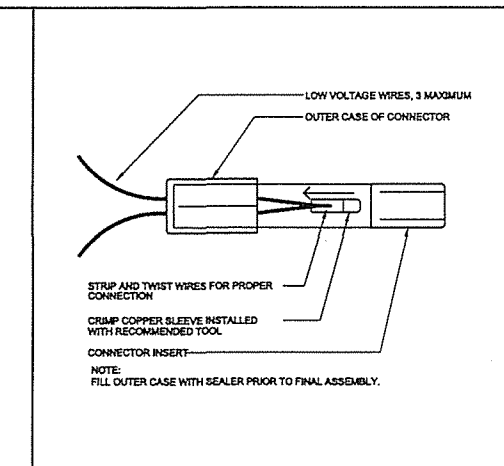 LOW VOLTAGE WIRES, 3 MAXIMUM
OUTER CASE OF CONNECTOR
STRIP AND TWIST WIRES FOR PROPER
CONNECTION
CRIMP COPPER SLEEVE INSTALLED
WITH RECOMMENDED TOOL
CONNECTOR INSERT
NOTE:
FILL OUTER CASE WITH SEALER PRIOR TO FINAL ASSEMBLY.